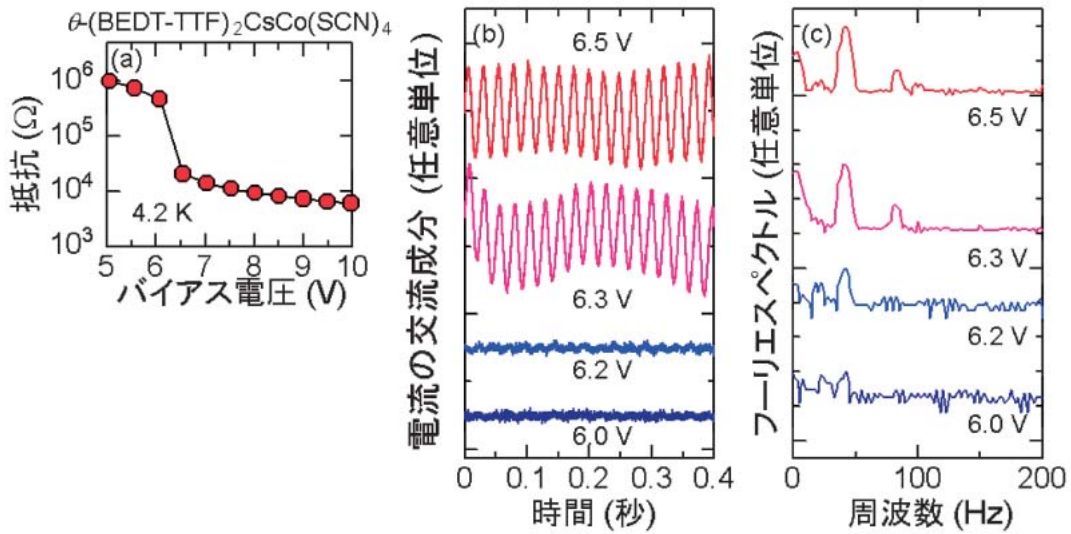 θ-(BEDT-TTF)₂CsCo(SCN)₄
(a)
抵抗 (Ω)
10⁶
10⁵
10⁴
10³
4.2 K
5 6 7 8 9 10
バイアス電圧 (V)
(b)
電流の交流成分 (任意単位)
6.5 V
6.3 V
6.2 V
6.0 V
0 0.1 0.2 0.3 0.4
時間 (秒)
(c)
フーリエスペクトル (任意単位)
6.5 V
6.3 V
6.2 V
6.0 V
0 100 200
周波数 (Hz)